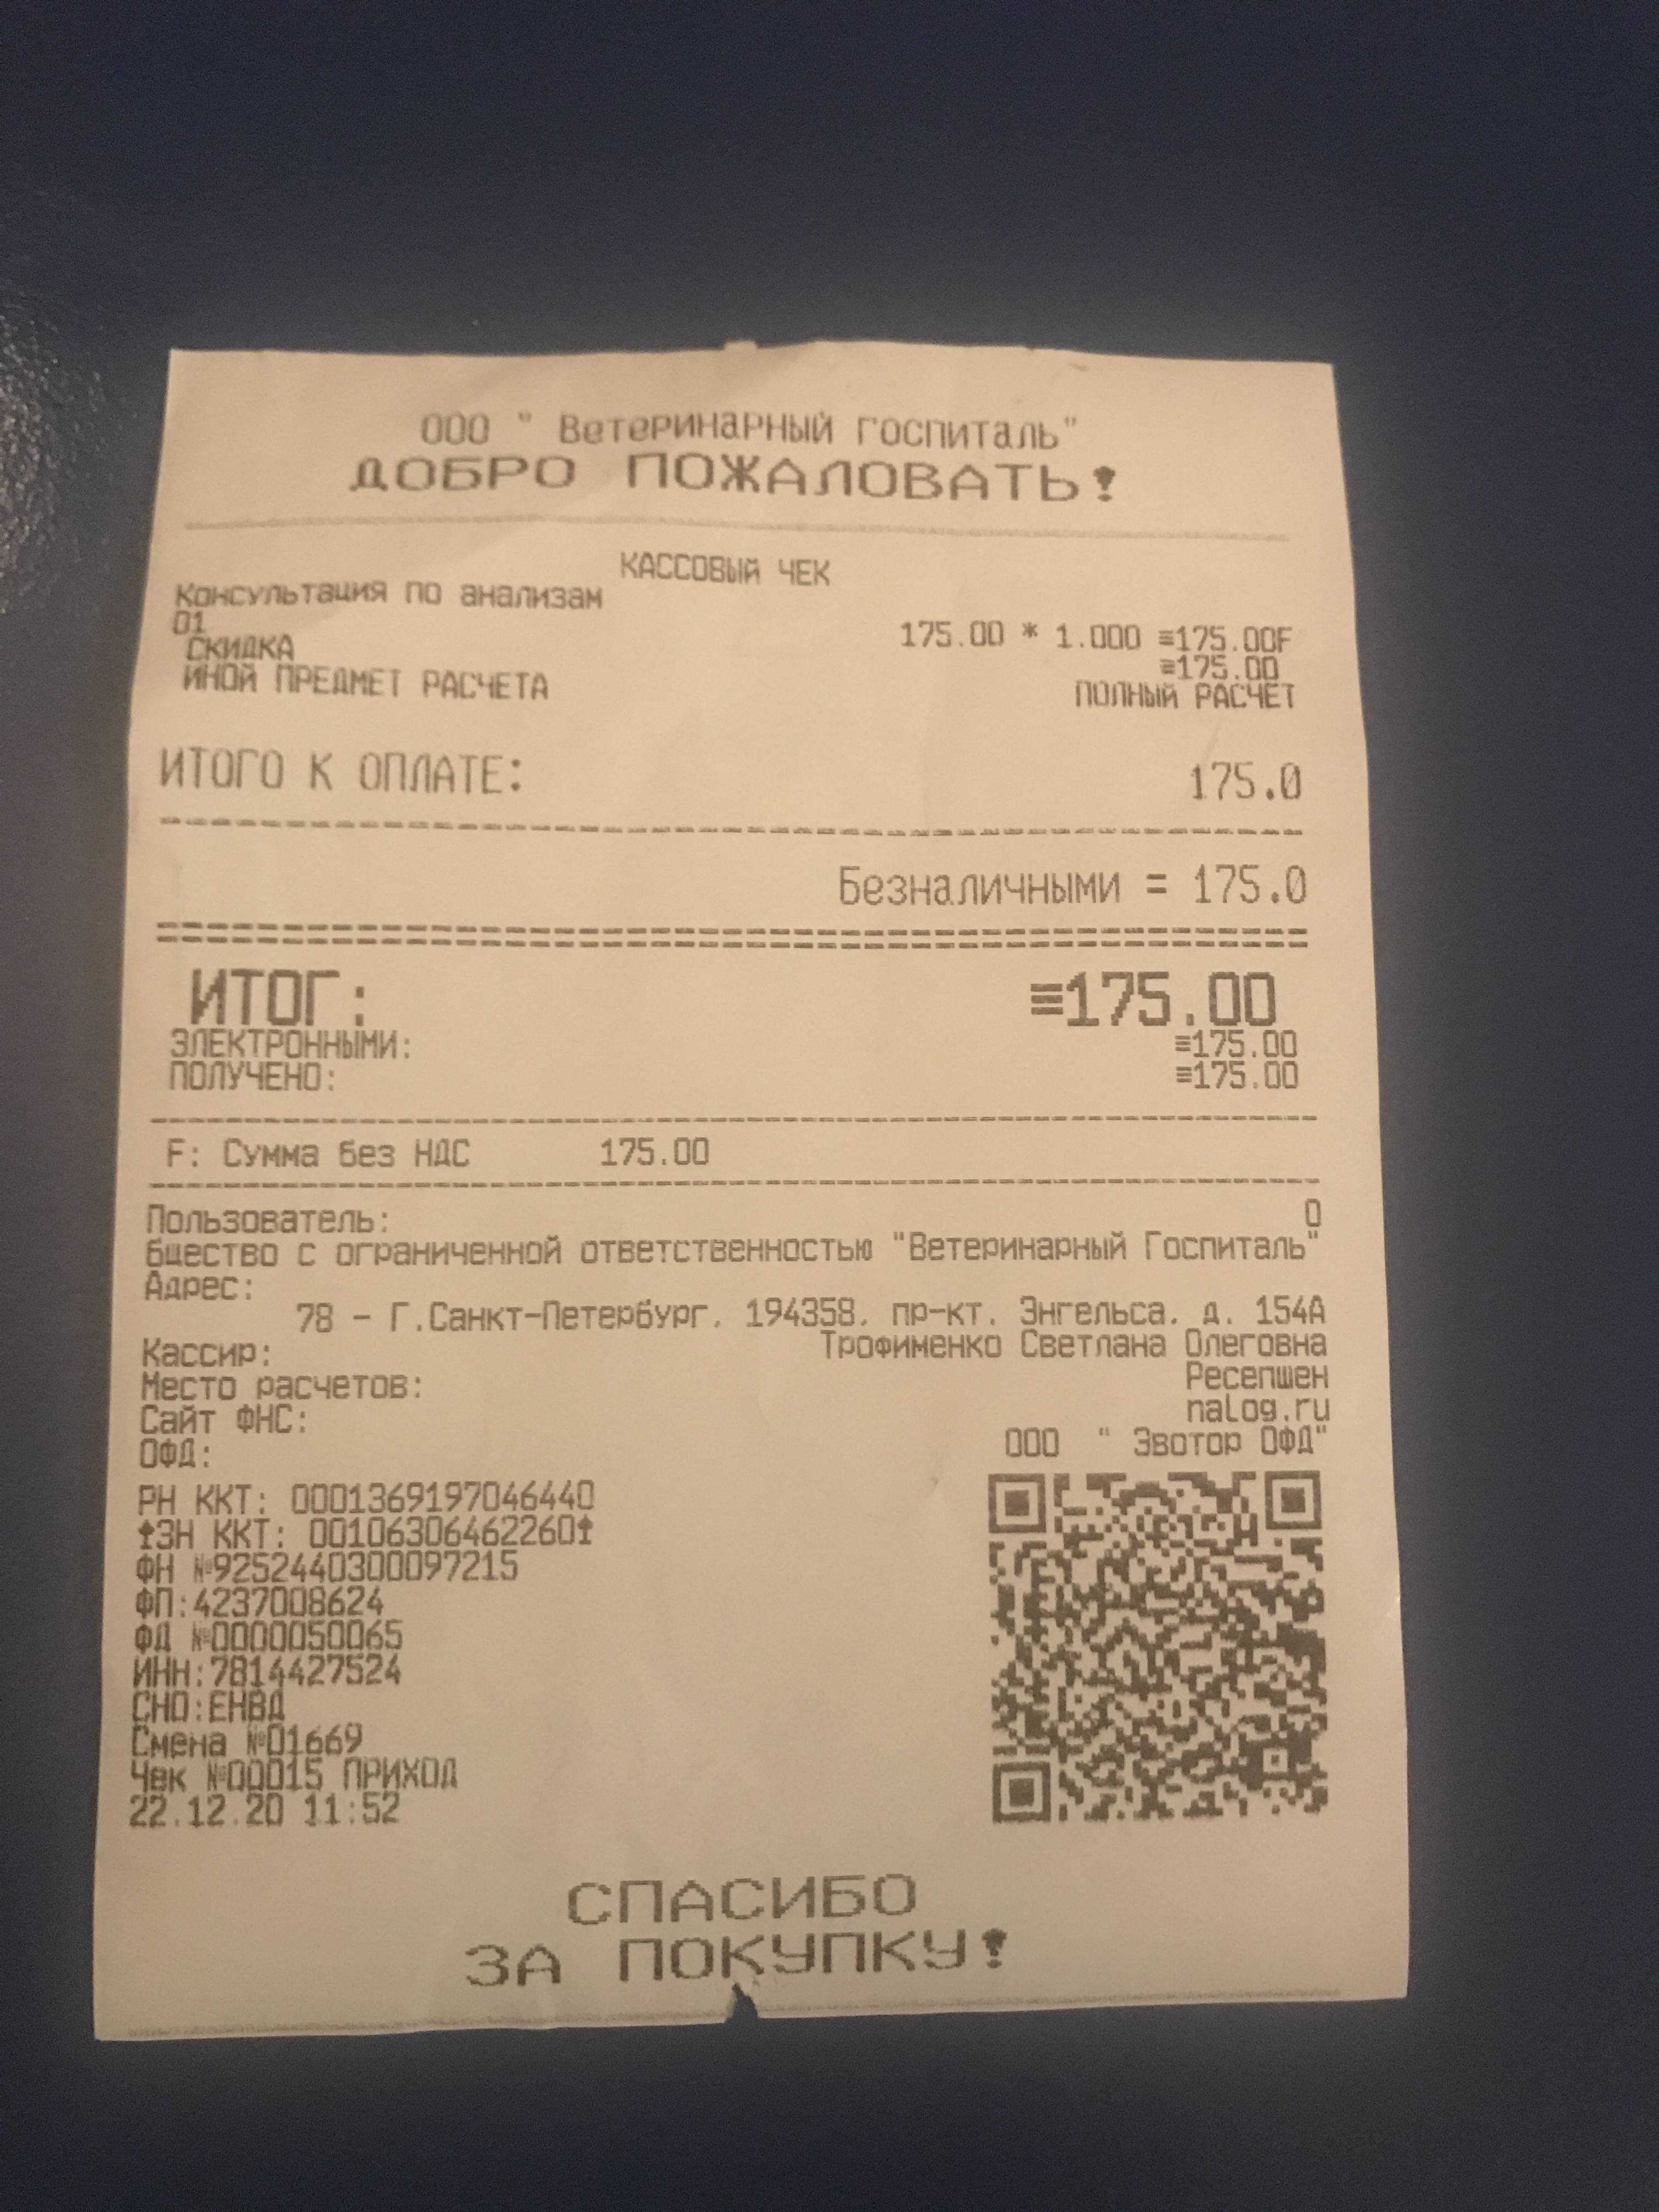 ООО " Ветеринарный госпиталь"
ДОБРО ПОЖАЛОВАТЬ!
КАССОВЫЙ ЧЕК
Консультация по анализам
01 175.00 * 1.000 ≡175.00F
СКИДКА ≡175.00
ИНОЙ ПРЕДМЕТ РАСЧЕТА ПОЛНЫЙ РАСЧЕТ
ИТОГО К ОПЛАТЕ: 175.0
Безналичными = 175.0
ИТОГ: ≡175.00
ЭЛЕКТРОННЫМИ: ≡175.00
ПОЛУЧЕНО: ≡175.00
F: Сумма без НДС 175.00
Пользователь: О
бщество с ограниченной ответственностью "Ветеринарный Госпиталь"
Адрес:
78 - Г.Санкт-Петербург, 194358, пр-кт. Энгельса, д. 154А
Кассир: Трофименко Светлана Олеговна
Место расчетов: Ресепшен
Сайт ФНС: nalog.ru
ОФД: ООО " Эвотор ОФД"
РН ККТ: 0001369197046440
↑ЗН ККТ: 00106306462260↑
ФН №9252440300097215
ФП:4237008624
ФД №0000050065
ИНН:7814427524
СНО:ЕНВД
Смена №01669
Чек №00015 ПРИХОД
22.12.20 11:52
СПАСИБО
ЗА ПОКУПКУ!